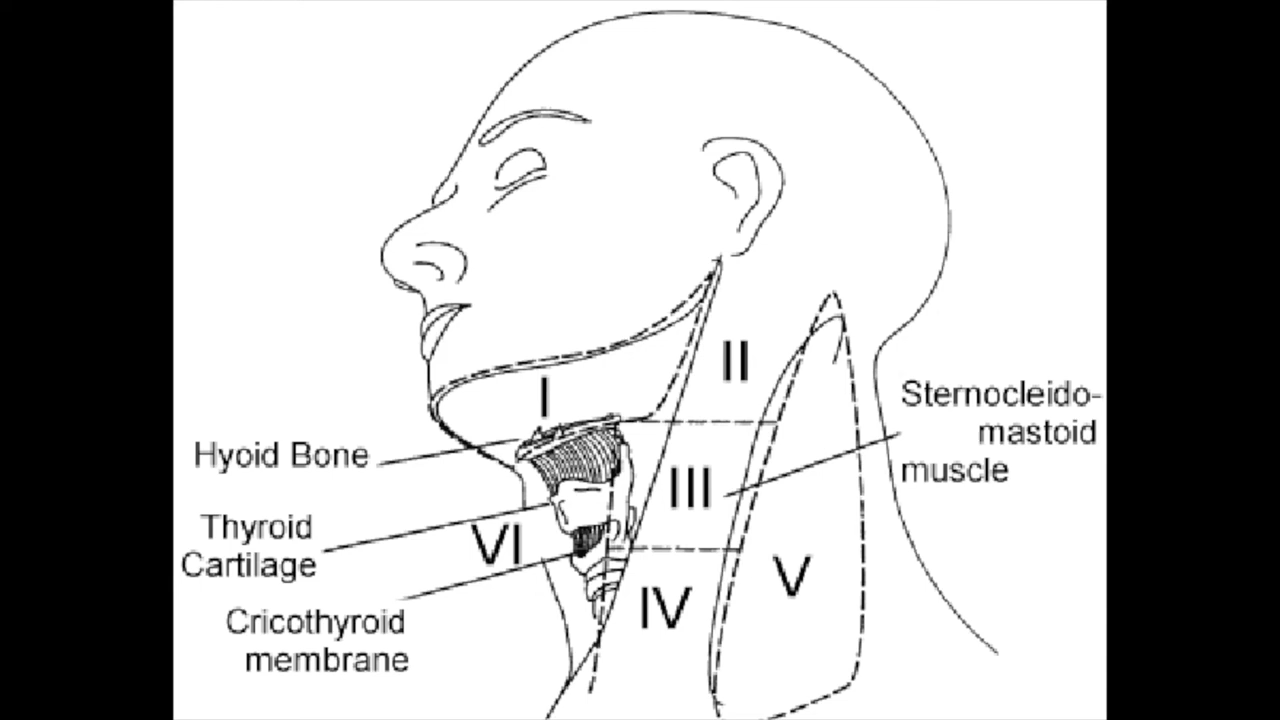 I
II
Sternocleido-
mastoid
muscle
Hyoid Bone
III
Thyroid
Cartilage
VI
IV
V
Cricothyroid
membrane